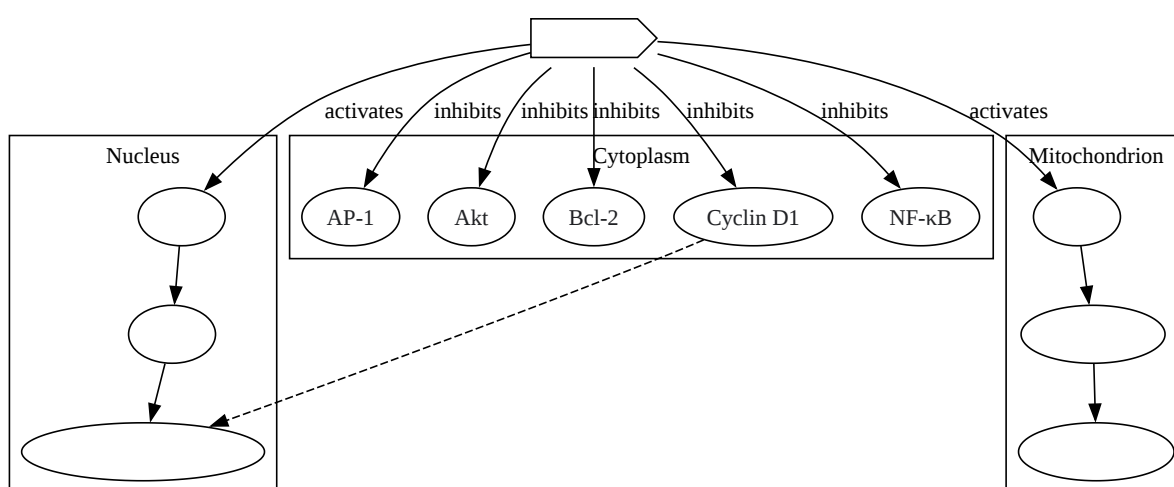 activates
inhibits
inhibits
inhibits
inhibits
inhibits
activates
Nucleus
Cytoplasm
Mitochondrion
AP-1
Akt
Bcl-2
Cyclin D1
NF-κB